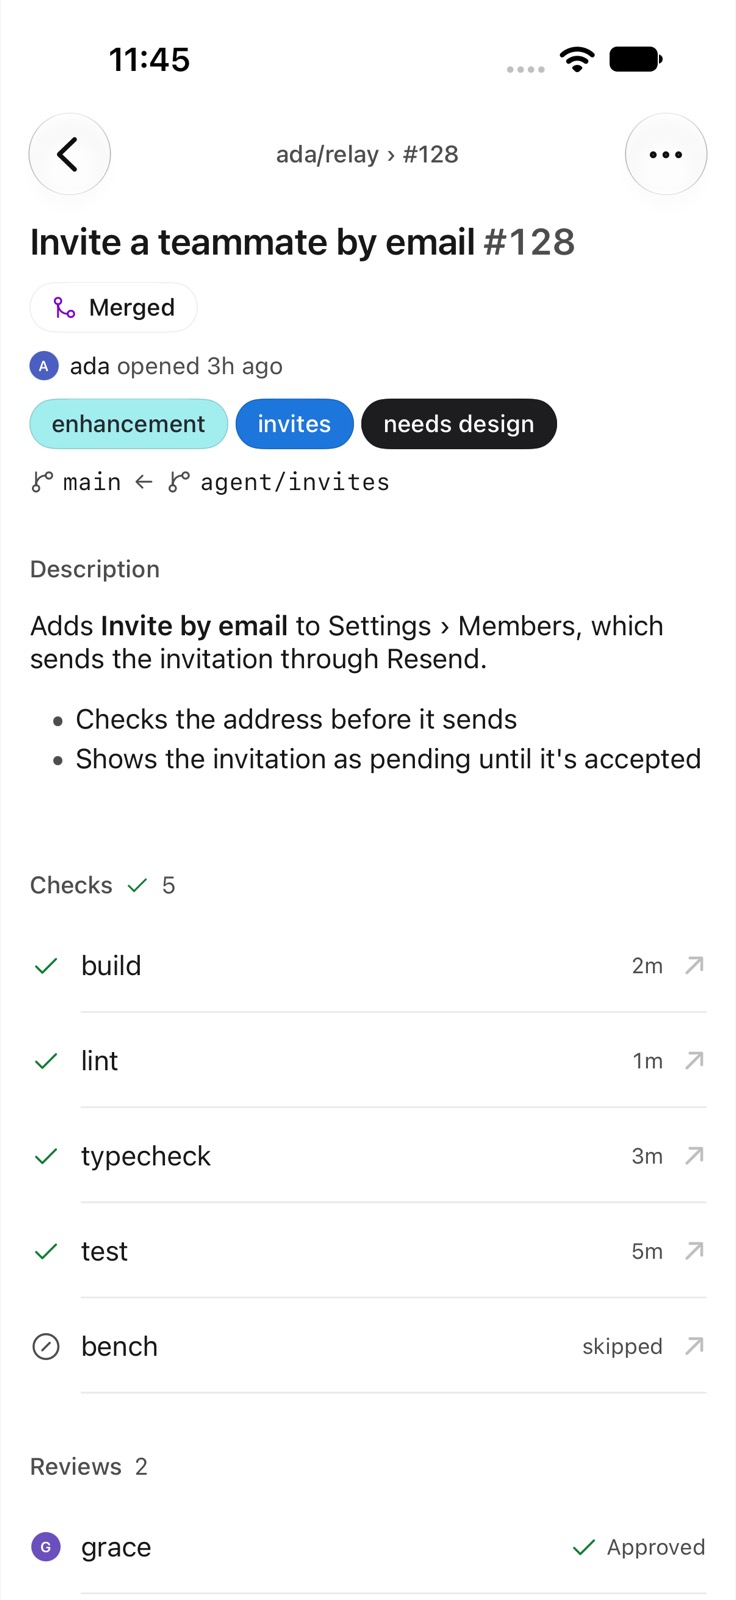 11:45
ada/relay › #128
Invite a teammate by email #128
Merged
A ada opened 3h ago
enhancement invites needs design
main ← agent/invites
Description
Adds Invite by email to Settings › Members, which
sends the invitation through Resend.
• Checks the address before it sends
• Shows the invitation as pending until it's accepted
Checks ✓ 5
build 2m
lint 1m
typecheck 3m
test 5m
bench skipped
Reviews 2
G grace Approved